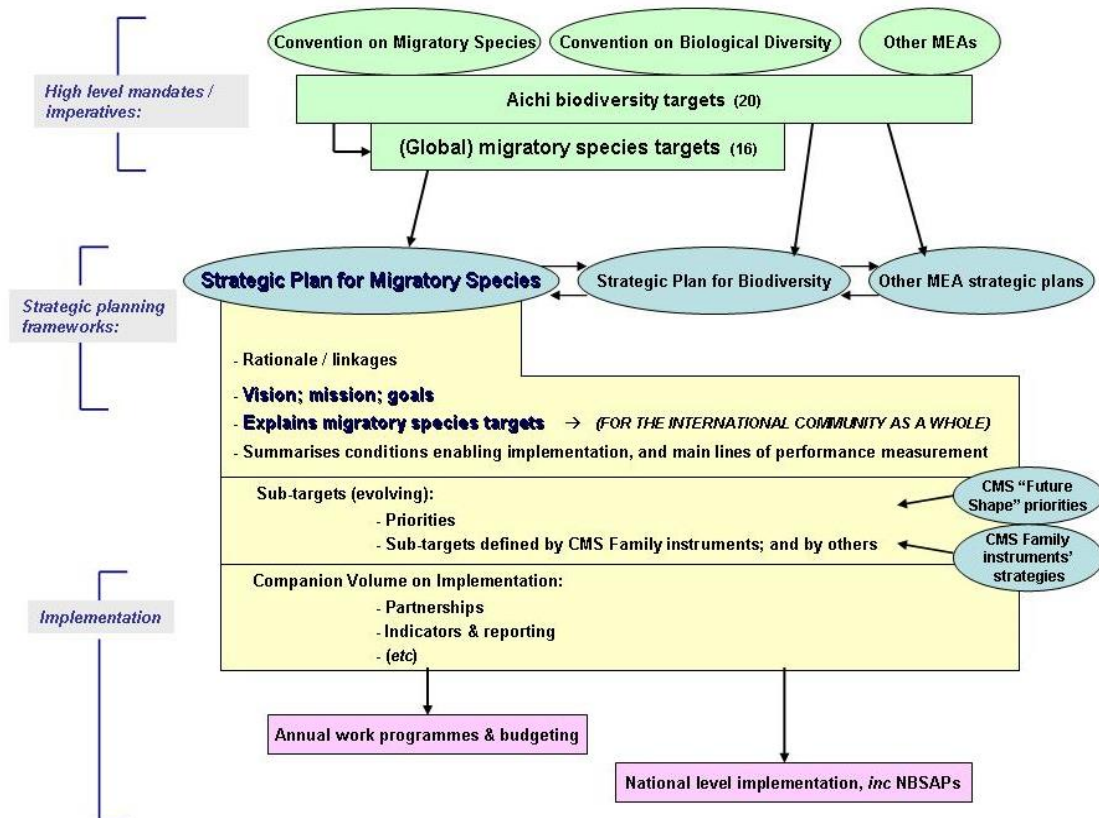 Convention on Migratory Species
Convention on Biological Diversity
Other MEAs
High level mandates /
imperatives:
Aichi biodiversity targets (20)
(Global) migratory species targets (16)
Strategic planning
frameworks:
Strategic Plan for Migratory Species
Strategic Plan for Biodiversity
Other MEA strategic plans
- Rationale / linkages
- Vision; mission; goals
- Explains migratory species targets → (FOR THE INTERNATIONAL COMMUNITY AS A WHOLE)
- Summarises conditions enabling implementation, and main lines of performance measurement
Sub-targets (evolving):
- Priorities
- Sub-targets defined by CMS Family instruments; and by others
CMS “Future
Shape” priorities
CMS Family
instruments’
strategies
Implementation
Companion Volume on Implementation:
- Partnerships
- Indicators & reporting
- (etc)
Annual work programmes & budgeting
National level implementation, inc NBSAPs